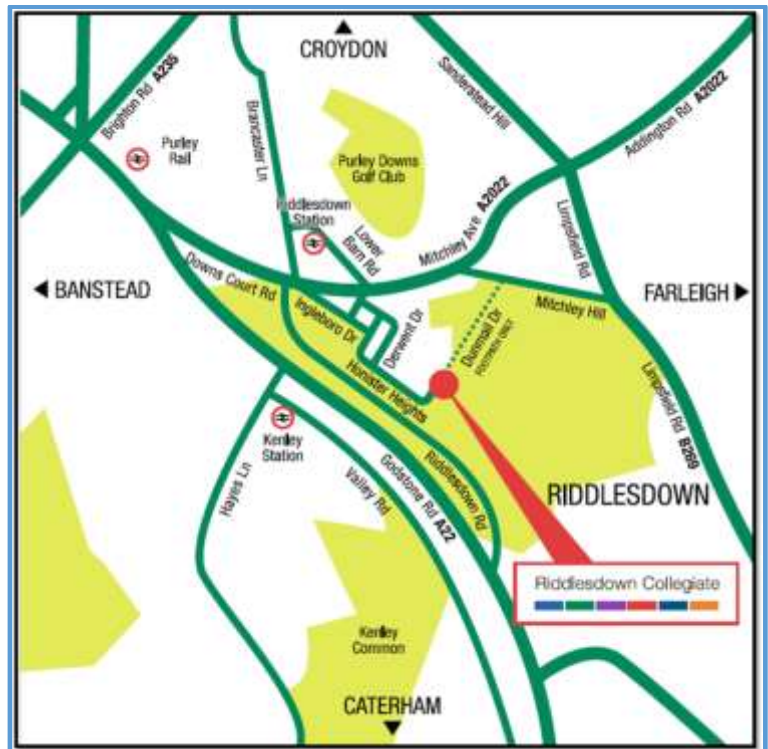 CROYDON
Brighton Rd A235
Purley
Rail
Brancaster Ln
Sanderstead Hill
Addington Rd A2022
Purley Downs
Golf Club
Riddlesdown
Station
Lower
Barn Rd
Mitchley Ave A2022
Limpsfield Rd
BANSTEAD
Downs Court Rd
Ingleboro Dr
Derwent Dr
Dunmail Dr
FOOTPATH ONLY
Mitchley Hill
FARLEIGH
Honister Heights
Limpsfield Rd B269
Kenley
Station
Hayes Ln
Valley Rd
Godstone Rd A22
Riddlesdown Rd
RIDDLESDOWN
Riddlesdown Collegiate
Kenley
Common
CATERHAM